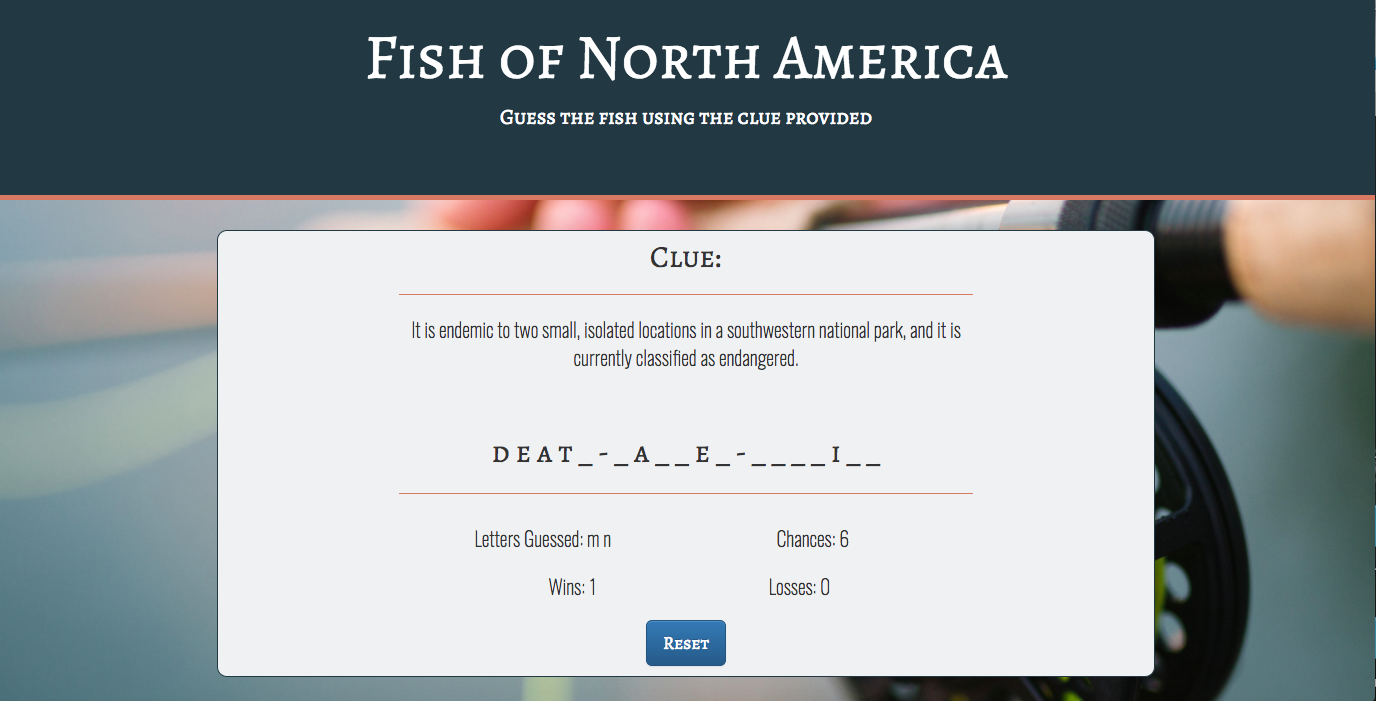 Fish of North America
Guess the fish using the clue provided
Clue:
It is endemic to two small, isolated locations in a southwestern national park, and it is
currently classified as endangered.
D E A T _ - _ A _ _ E _ - _ _ _ _ I _ _
Letters Guessed: m n
Chances: 6
Wins: 1
Losses: 0
Reset